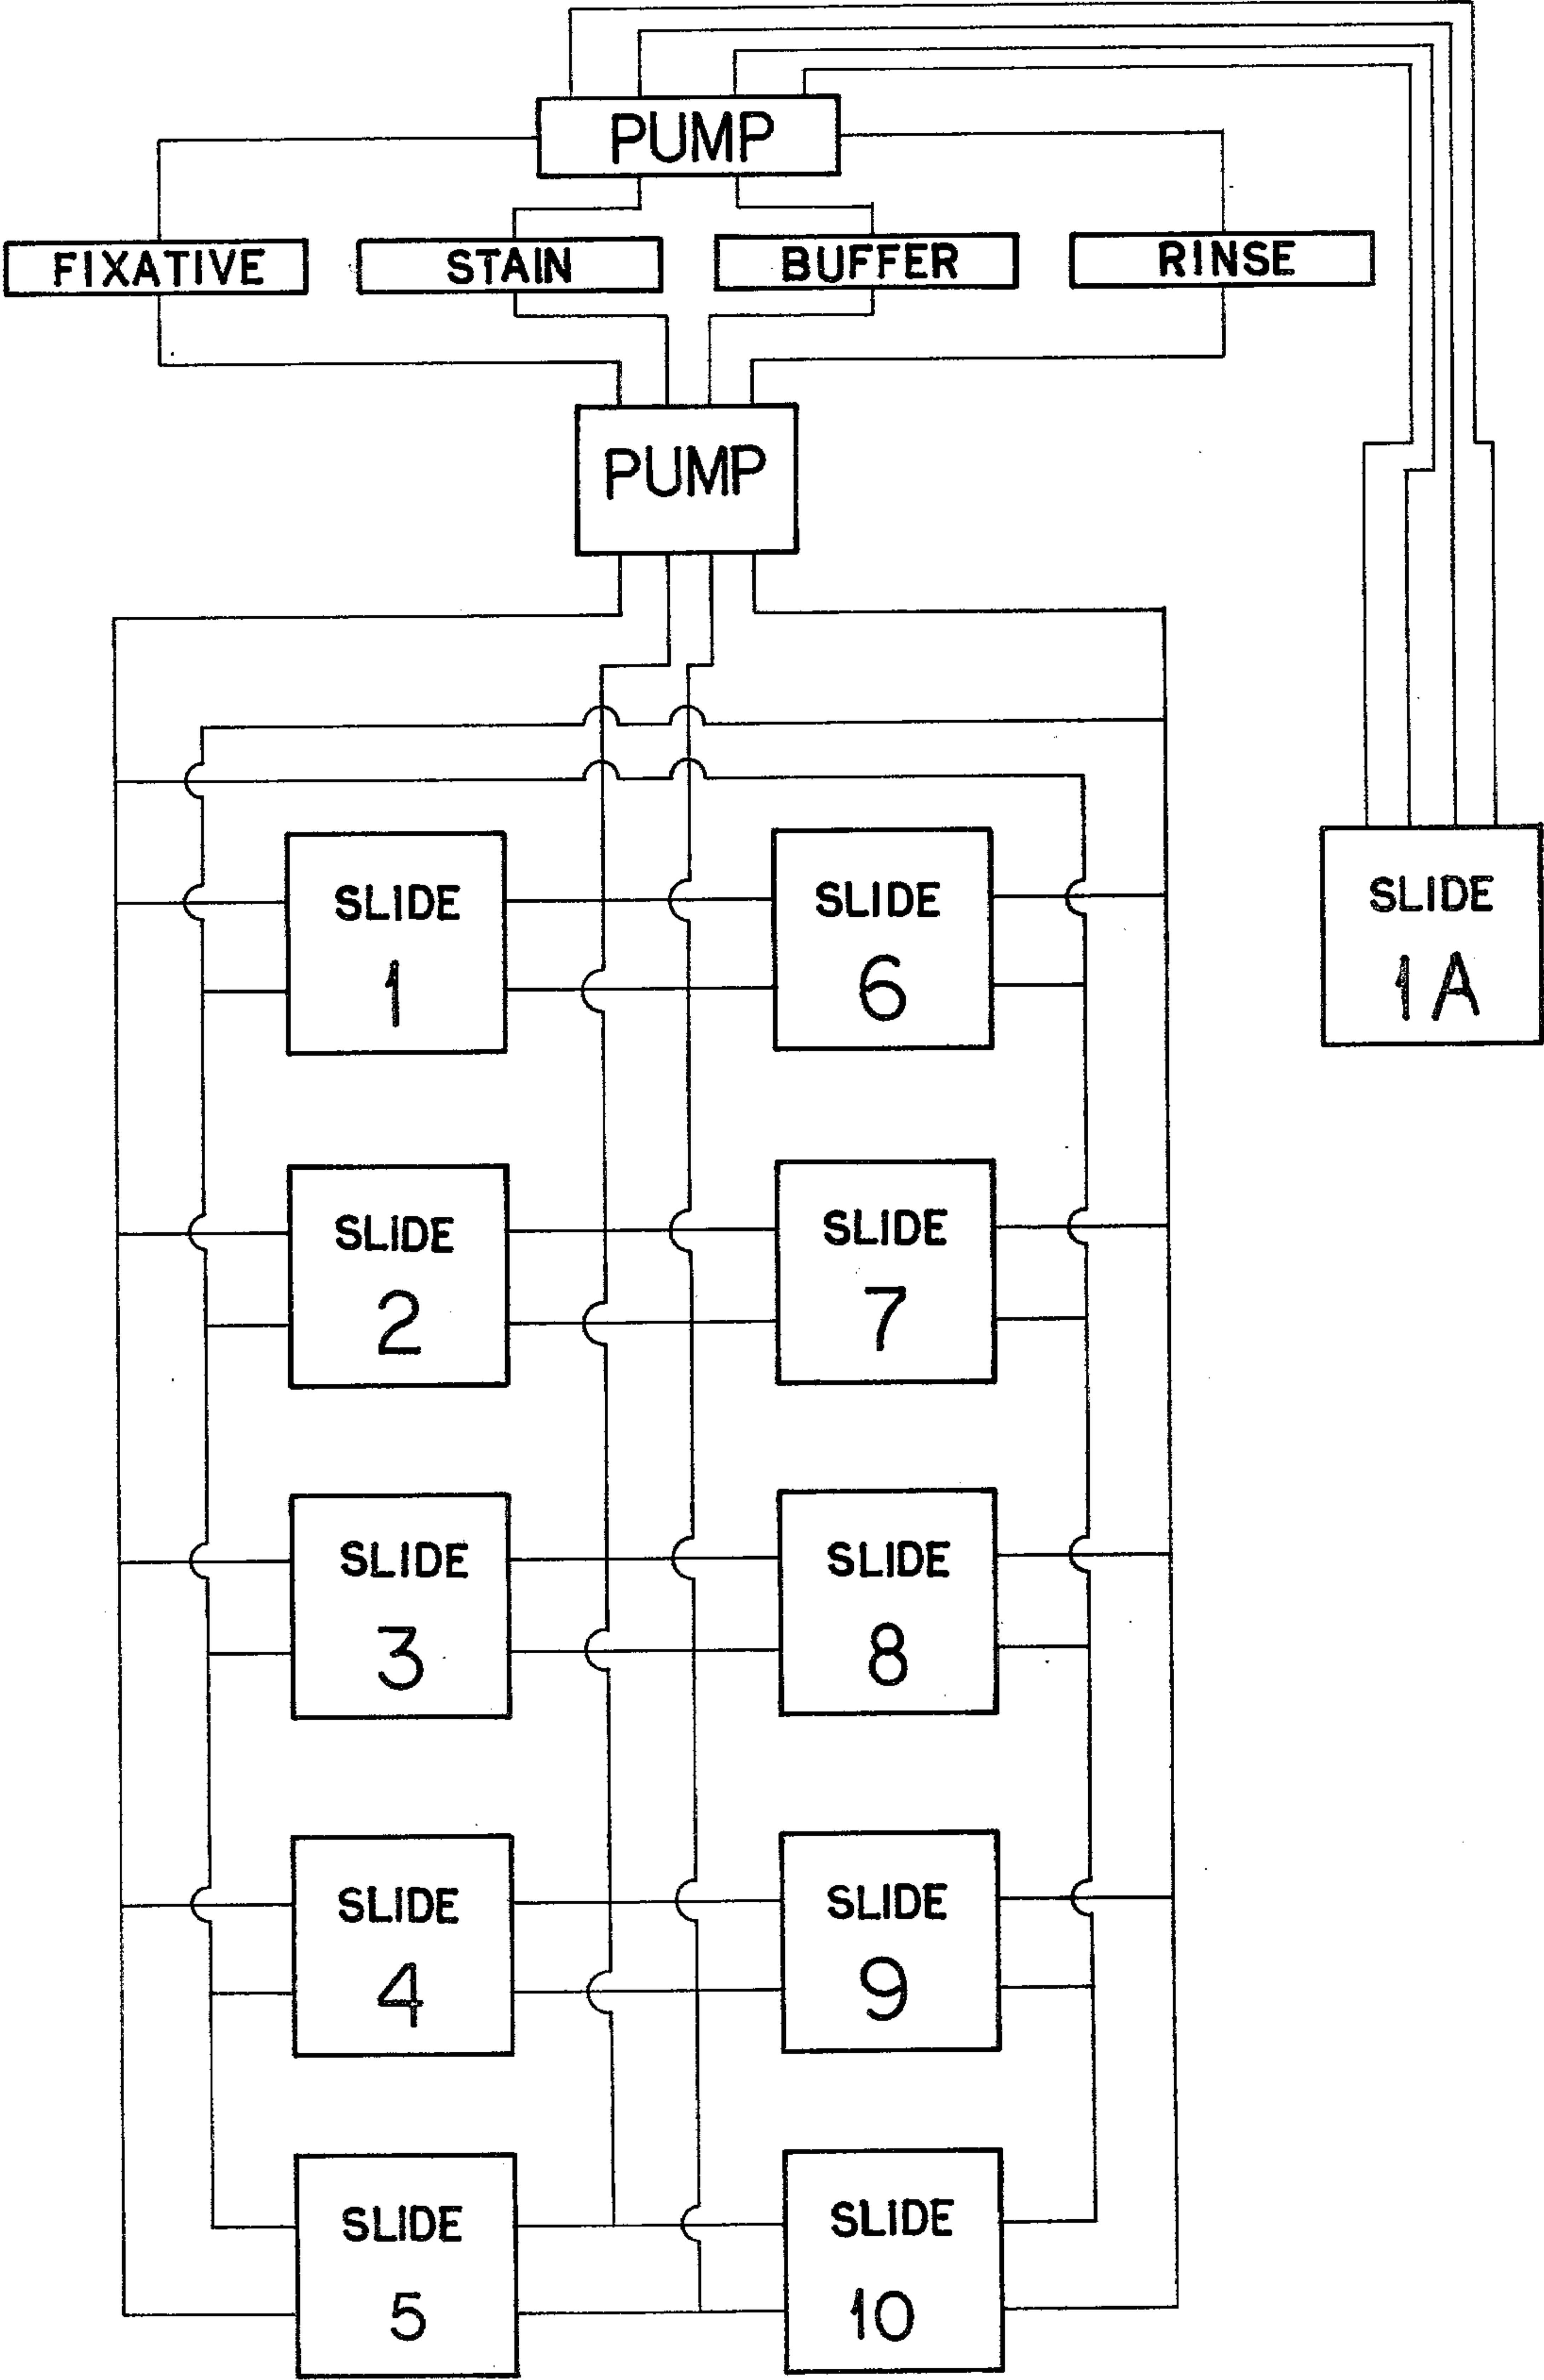 PUMP
FIXATIVE
STAIN
BUFFER
RINSE
PUMP
SLIDE
1
SLIDE
6
SLIDE
1A
SLIDE
2
SLIDE
7
SLIDE
3
SLIDE
8
SLIDE
4
SLIDE
9
SLIDE
5
SLIDE
10